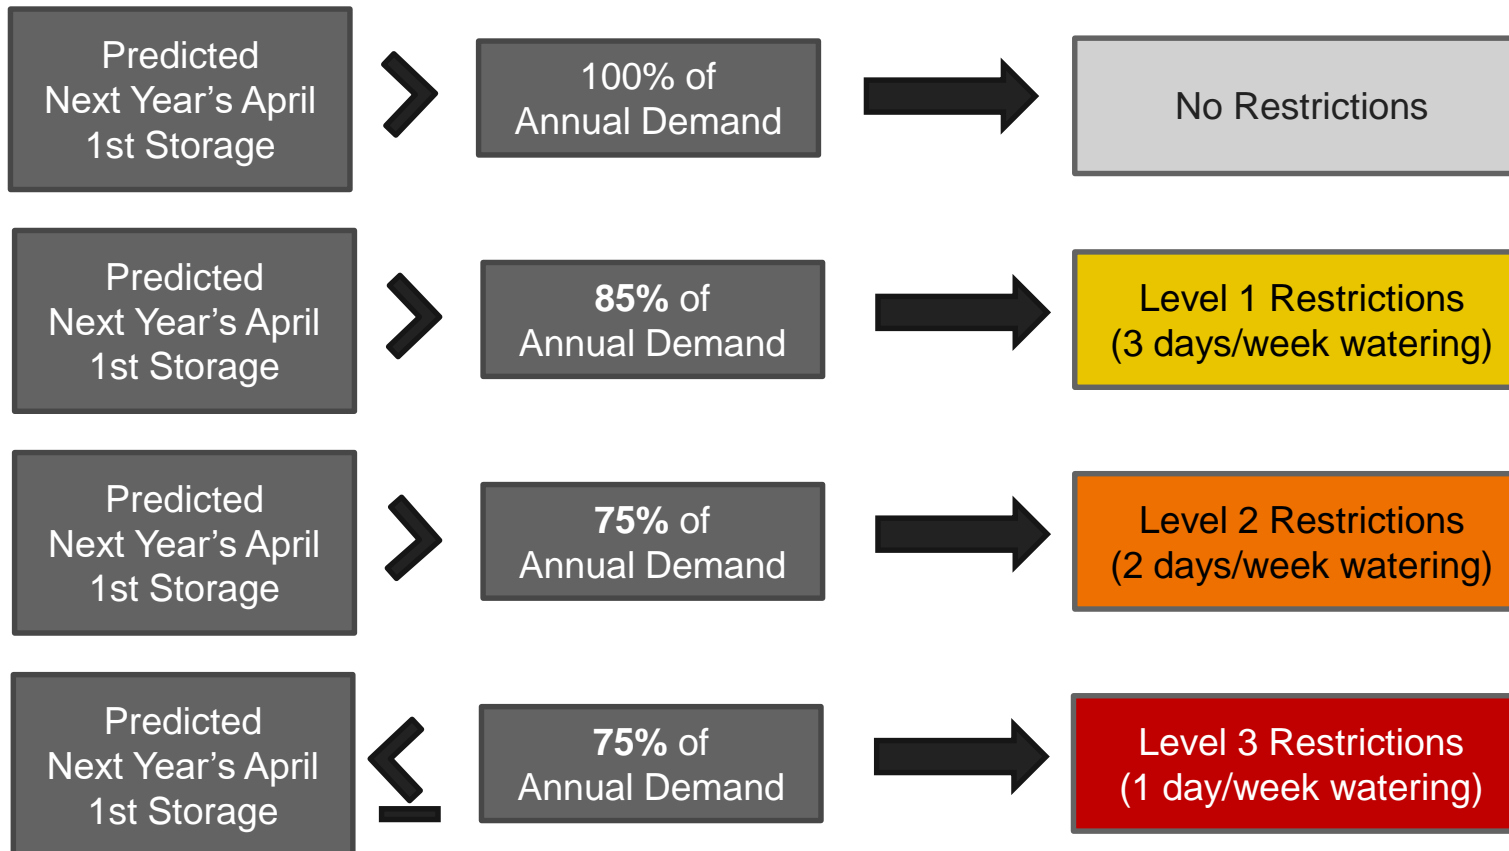 Predicted
Next Year’s April
1st Storage
>
100% of
Annual Demand
No Restrictions
Predicted
Next Year’s April
1st Storage
>
85% of
Annual Demand
Level 1 Restrictions
(3 days/week watering)
Predicted
Next Year’s April
1st Storage
>
75% of
Annual Demand
Level 2 Restrictions
(2 days/week watering)
Predicted
Next Year’s April
1st Storage
≤
75% of
Annual Demand
Level 3 Restrictions
(1 day/week watering)